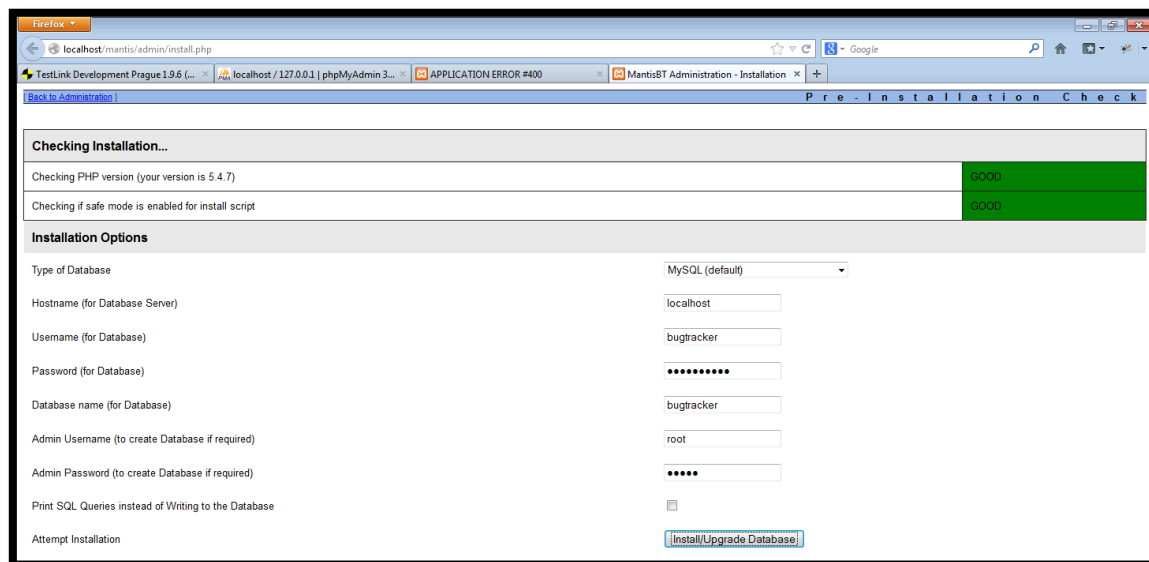 Firefox
localhost/mantis/admin/install.php
Google
TestLink Development Prague 1.9.6 (...
localhost / 127.0.0.1 | phpMyAdmin 3...
APPLICATION ERROR #400
MantisBT Administration - Installation
[ Back to Administration ]
Pre-Installation Check
Checking Installation...
Checking PHP version (your version is 5.4.7) GOOD
Checking if safe mode is enabled for install script GOOD
Installation Options
Type of Database MySQL (default)
Hostname (for Database Server) localhost
Username (for Database) bugtracker
Password (for Database) ••••••••••
Database name (for Database) bugtracker
Admin Username (to create Database if required) root
Admin Password (to create Database if required) •••••
Print SQL Queries instead of Writing to the Database
Attempt Installation Install/Upgrade Database